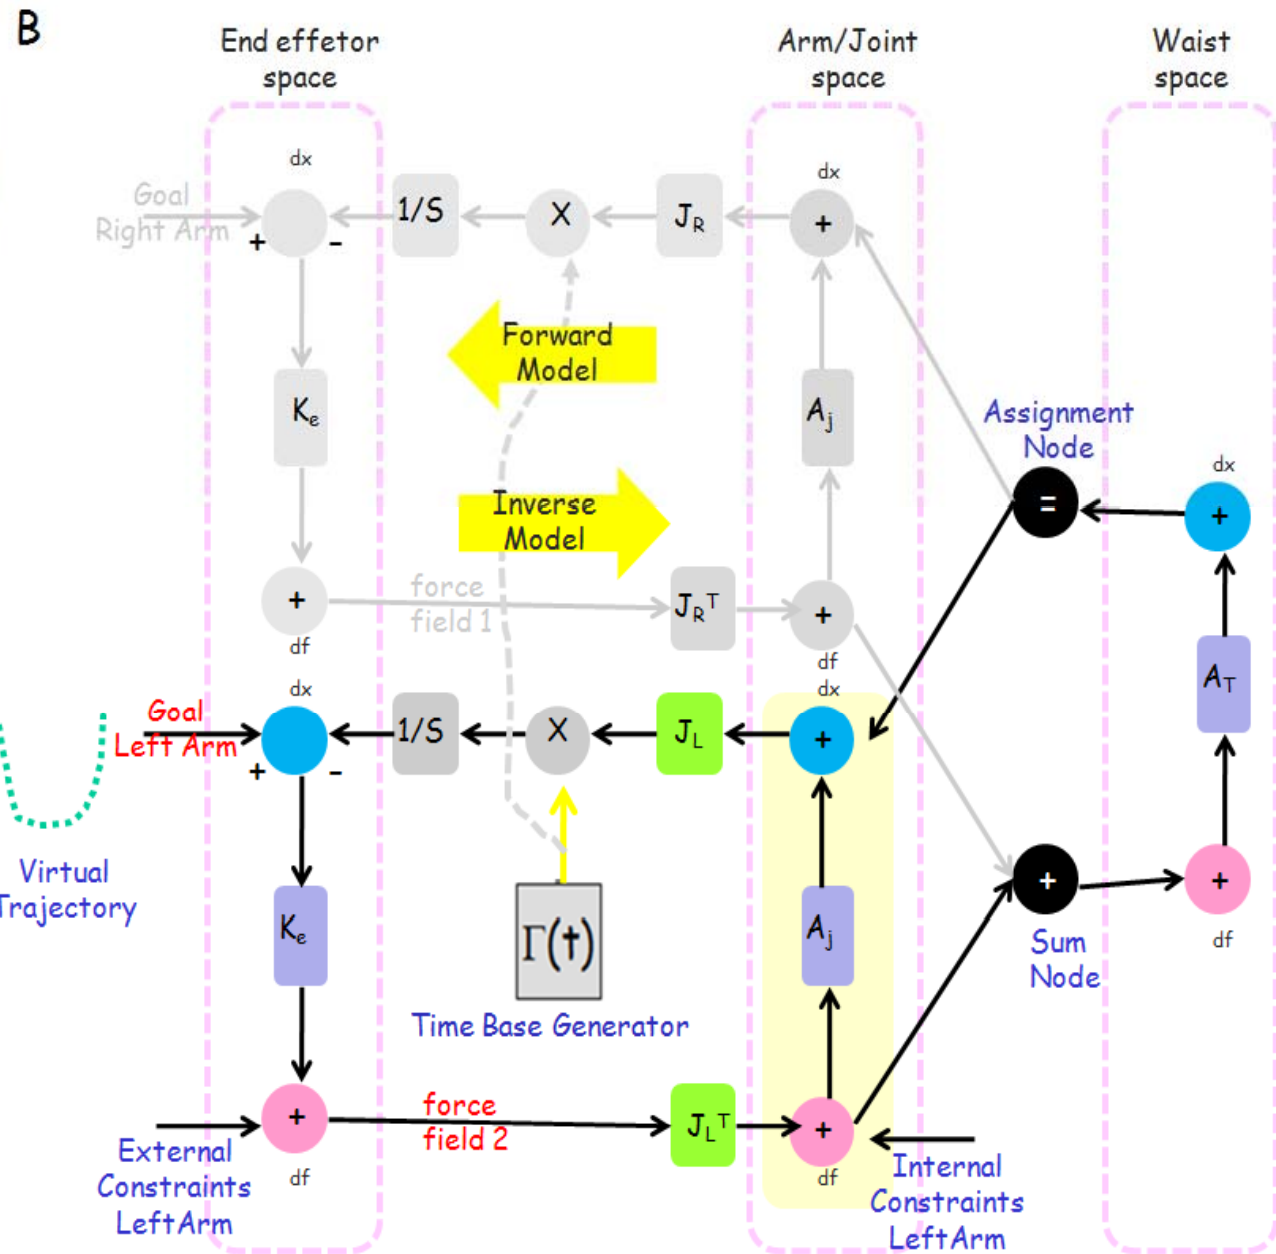 B
End effetor
space
Arm/Joint
space
Waist
space
dx
dx
Goal
Right Arm
+
-
1/S
X
J_R
+
Forward
Model
K_e
A_j
Assignment
Node
dx
=
+
Inverse
Model
force
field 1
+
J_R^T
+
df
df
A_T
dx
dx
Goal
Left Arm
+
-
1/S
X
J_L
+
Virtual
Trajectory
K_e
Γ(t)
A_j
+
+
Sum
Node
df
Time Base Generator
+
force
field 2
J_L^T
+
External
Constraints
LeftArm
df
df
Internal
Constraints
LeftArm